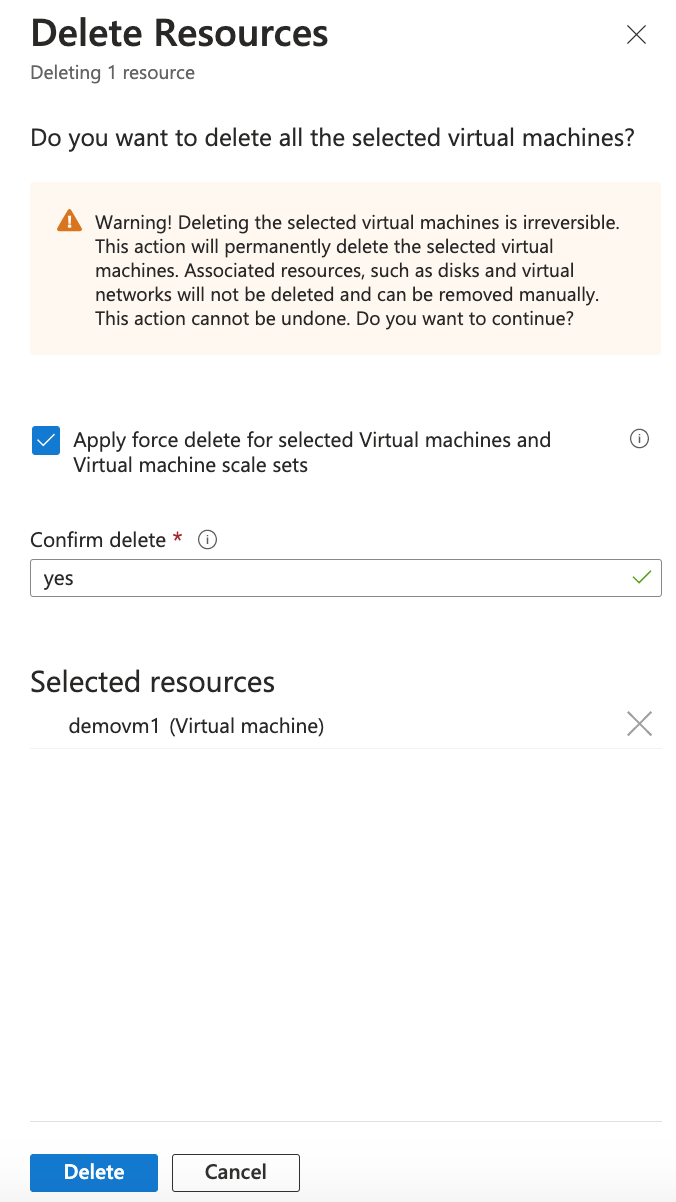 Delete Resources
Deleting 1 resource
Do you want to delete all the selected virtual machines?
Warning! Deleting the selected virtual machines is irreversible.
This action will permanently delete the selected virtual
machines. Associated resources, such as disks and virtual
networks will not be deleted and can be removed manually.
This action cannot be undone. Do you want to continue?
Apply force delete for selected Virtual machines and
Virtual machine scale sets
Confirm delete *
yes
Selected resources
demovm1 (Virtual machine)
Delete Cancel